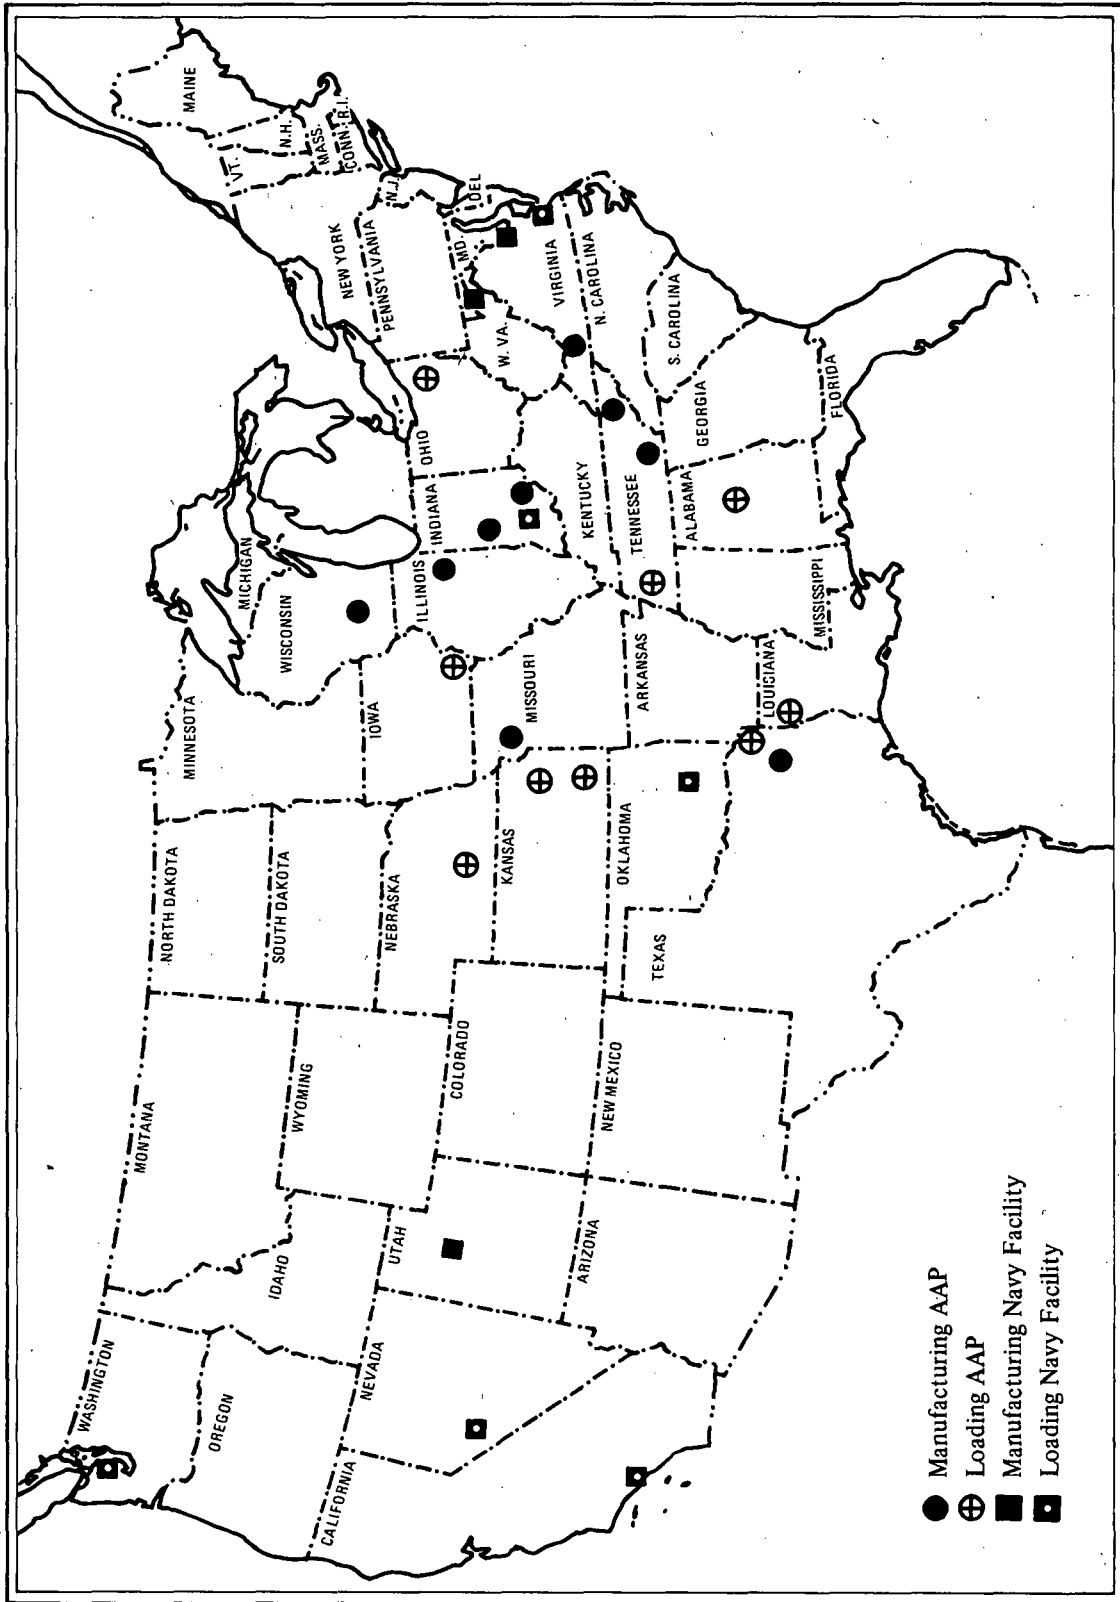 WASHINGTON
OREGON
CALIFORNIA
NEVADA
IDAHO
UTAH
ARIZONA
MONTANA
WYOMING
COLORADO
NEW MEXICO
NORTH DAKOTA
SOUTH DAKOTA
NEBRASKA
KANSAS
OKLAHOMA
TEXAS
MINNESOTA
IOWA
MISSOURI
ARKANSAS
LOUISIANA
WISCONSIN
MICHIGAN
ILLINOIS
INDIANA
OHIO
KENTUCKY
TENNESSEE
MISSISSIPPI
ALABAMA
GEORGIA
FLORIDA
S. CAROLINA
N. CAROLINA
VIRGINIA
W. VA.
MD.
DEL
PENNSYLVANIA
N.J.
NEW YORK
CONN.
R.I.
MASS.
VT.
N.H.
MAINE
Manufacturing AAP
Loading AAP
Manufacturing Navy Facility
Loading Navy Facility